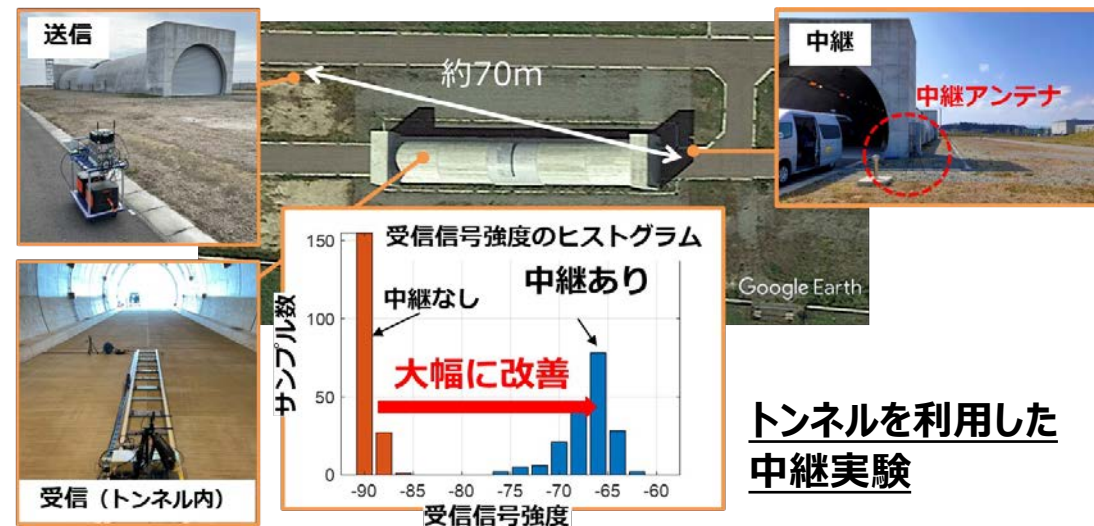 送信
約70m
中継
中継アンテナ
受信信号強度のヒストグラム
中継なし
中継あり
大幅に改善
サンプル数
150
100
50
0
-90
-85
-80
-75
-70
-65
-60
受信信号強度
Google Earth
受信（トンネル内）
トンネルを利用した
中継実験